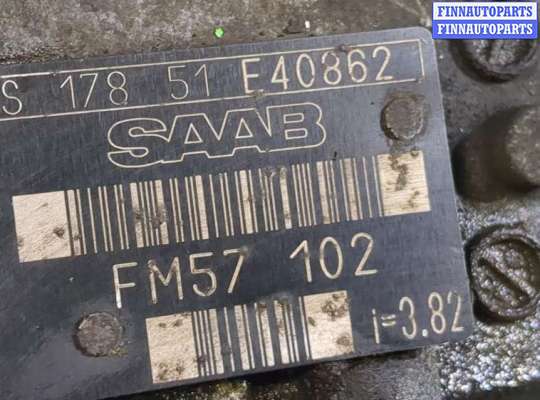 FINNAUTOPARTS
FINNAUTOPARTS
S 178 51 E40862
SAAB
FM57 102
i=3.82